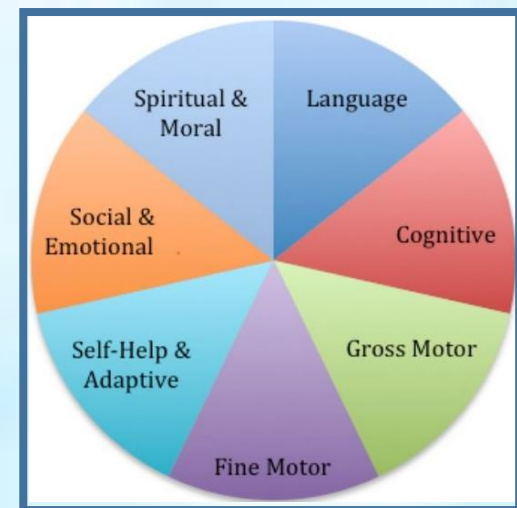 Spiritual &
Moral
Language
Social &
Emotional
Cognitive
Self-Help &
Adaptive
Gross Motor
Fine Motor